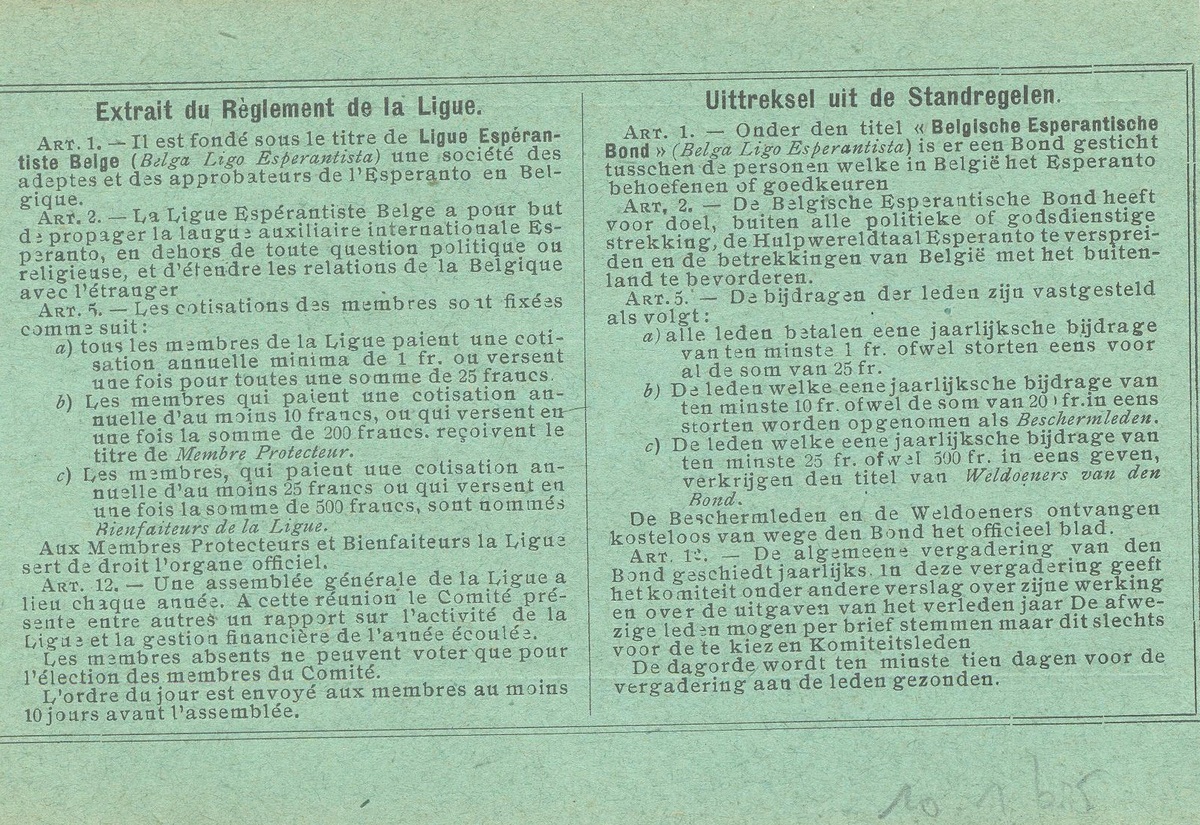 Extrait du Règlement de la Ligue.
ART. 1. — Il est fondé sous le titre de Ligue Espéran-
tiste Belge (Belga Ligo Esperantista) une société des
adeptes et des approbateurs de l'Esperanto en Bel-
gique.
ART. 2. — La Ligue Espérantiste Belge a pour but
de propager la langue auxiliaire internationale Es-
peranto, en dehors de toute question politique ou
religieuse, et d'étendre les relations de la Belgique
avec l'étranger
ART. 5. — Les cotisations des membres sont fixées
comme suit :
a) tous les membres de la Ligue paient une coti-
sation annuelle minima de 1 fr. ou versent
une fois pour toutes une somme de 25 francs.
b) Les membres qui paient une cotisation an-
nuelle d'au moins 10 francs, ou qui versent en
une fois la somme de 200 francs. reçoivent le
titre de Membre Protecteur.
c) Les membres, qui paient une cotisation an-
nuelle d'au moins 25 francs ou qui versent en
une fois la somme de 500 francs, sont nommés
Bienfaiteurs de la Ligue.
Aux Membres Protecteurs et Bienfaiteurs la Ligue
sert de droit l'organe officiel.
ART. 12. — Une assemblée générale de la Ligue a
lieu chaque année. A cette réunion le Comité pré-
sente entre autres un rapport sur l'activité de la
Ligue et la gestion financière de l'année écoulée.
Les membres absents ne peuvent voter que pour
l'élection des membres du Comité.
L'ordre du jour est envoyé aux membres au moins
10 jours avant l'assemblée.
Uittreksel uit de Standregelen.
ART. 1. — Onder den titel « Belgische Esperantische
Bond » (Belga Ligo Esperantista) is er een Bond gesticht
tusschen de personen welke in België het Esperanto
behoefenen of goedkeuren
ART. 2. — De Belgische Esperantische Bond heeft
voor doel, buiten alle politieke of godsdienstige
strekking, de Hulpwereldtaal Esperanto te versprei-
den en de betrekkingen van België met het buiten-
land te bevorderen.
ART. 5. — De bijdragen der leden zijn vastgesteld
als volgt :
a) alle leden betalen eene jaarlijksche bijdrage
van ten minste 1 fr. ofwel storten eens voor
al de som van 25 fr.
b) De leden welke eene jaarlijksche bijdrage van
ten minste 10 fr. ofwel de som van 200 fr. in eens
storten worden opgenomen als Beschermleden.
c) De leden welke eene jaarlijksche bijdrage van
ten minste 25 fr. ofwel 500 fr. in eens geven,
verkrijgen den titel van Weldoeners van den
Bond.
De Beschermleden en de Weldoeners ontvangen
kosteloos van wege den Bond het officieel blad.
ART. 12. — De algemeene vergadering van den
Bond geschiedt jaarlijks. In deze vergadering geeft
het komiteit onder andere verslag over zijne werking
en over de uitgaven van het verleden jaar De afwe-
zige leden mogen per brief stemmen maar dit slechts
voor de te kiezen Komiteitsleden
De dagorde wordt ten minste tien dagen voor de
vergadering aan de leden gezonden.